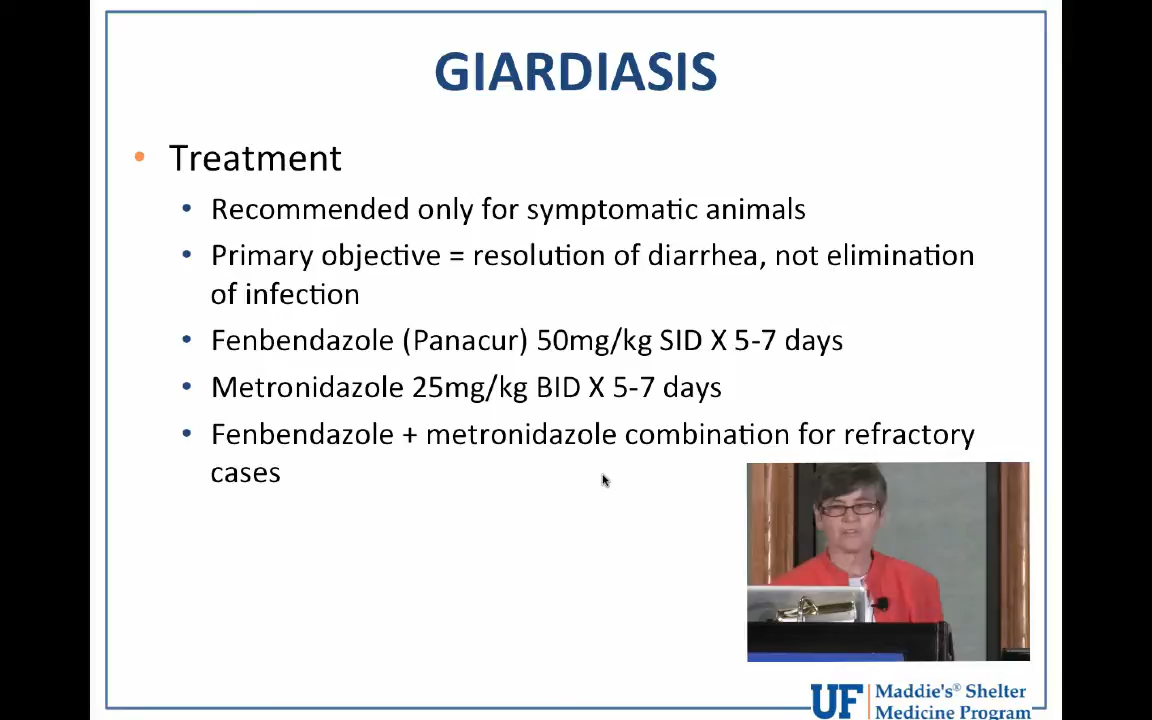 GIARDIASIS
• Treatment
• Recommended only for symptomatic animals
• Primary objective = resolution of diarrhea, not elimination
of infection
• Fenbendazole (Panacur) 50mg/kg SID X 5-7 days
• Metronidazole 25mg/kg BID X 5-7 days
• Fenbendazole + metronidazole combination for refractory
cases
UF Maddie's® Shelter
Medicine Program